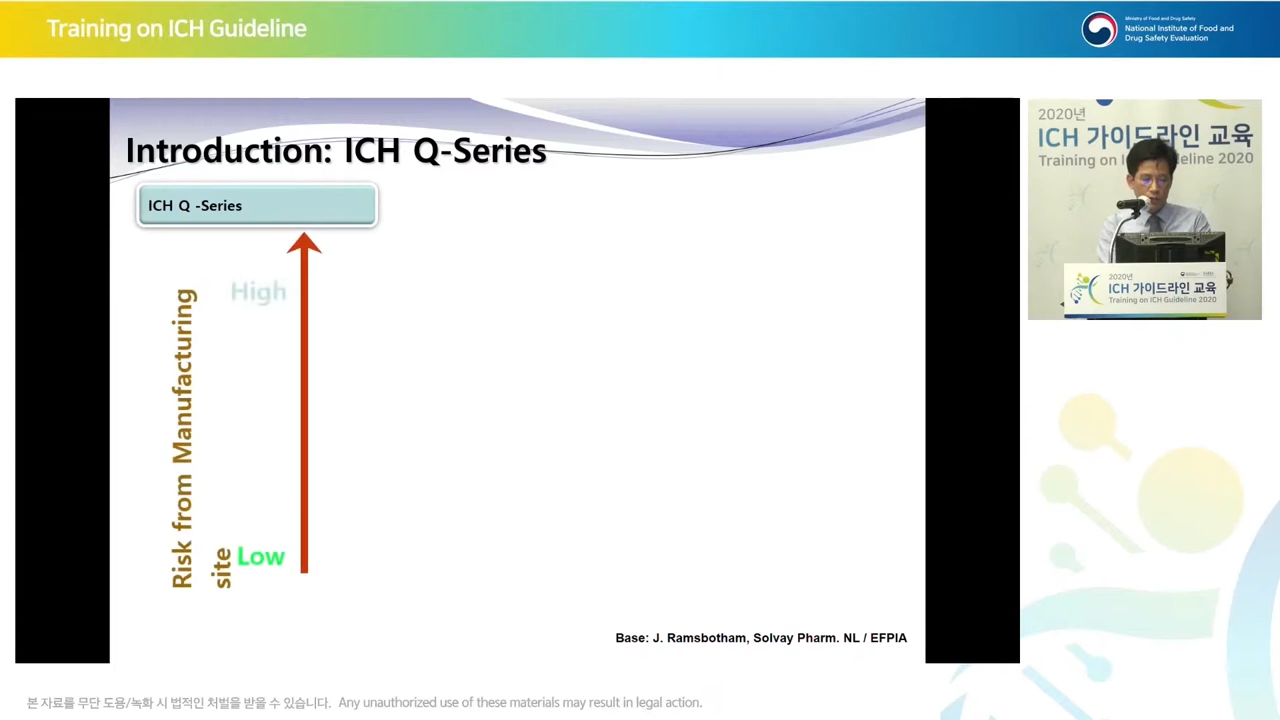 Training on ICH Guideline
Ministry of Food and Drug Safety
National Institute of Food and
Drug Safety Evaluation
Introduction: ICH Q-Series
ICH Q -Series
High
Risk from Manufacturing
site
Low
Base: J. Ramsbotham, Solvay Pharm. NL / EFPIA
2020년
ICH 가이드라인 교육
Training on ICH Guideline 2020
2020년
ICH 가이드라인 교육
Training on ICH Guideline 2020
본 자료를 무단 도용/녹화 시 법적인 처벌을 받을 수 있습니다. Any unauthorized use of these materials may result in legal action.